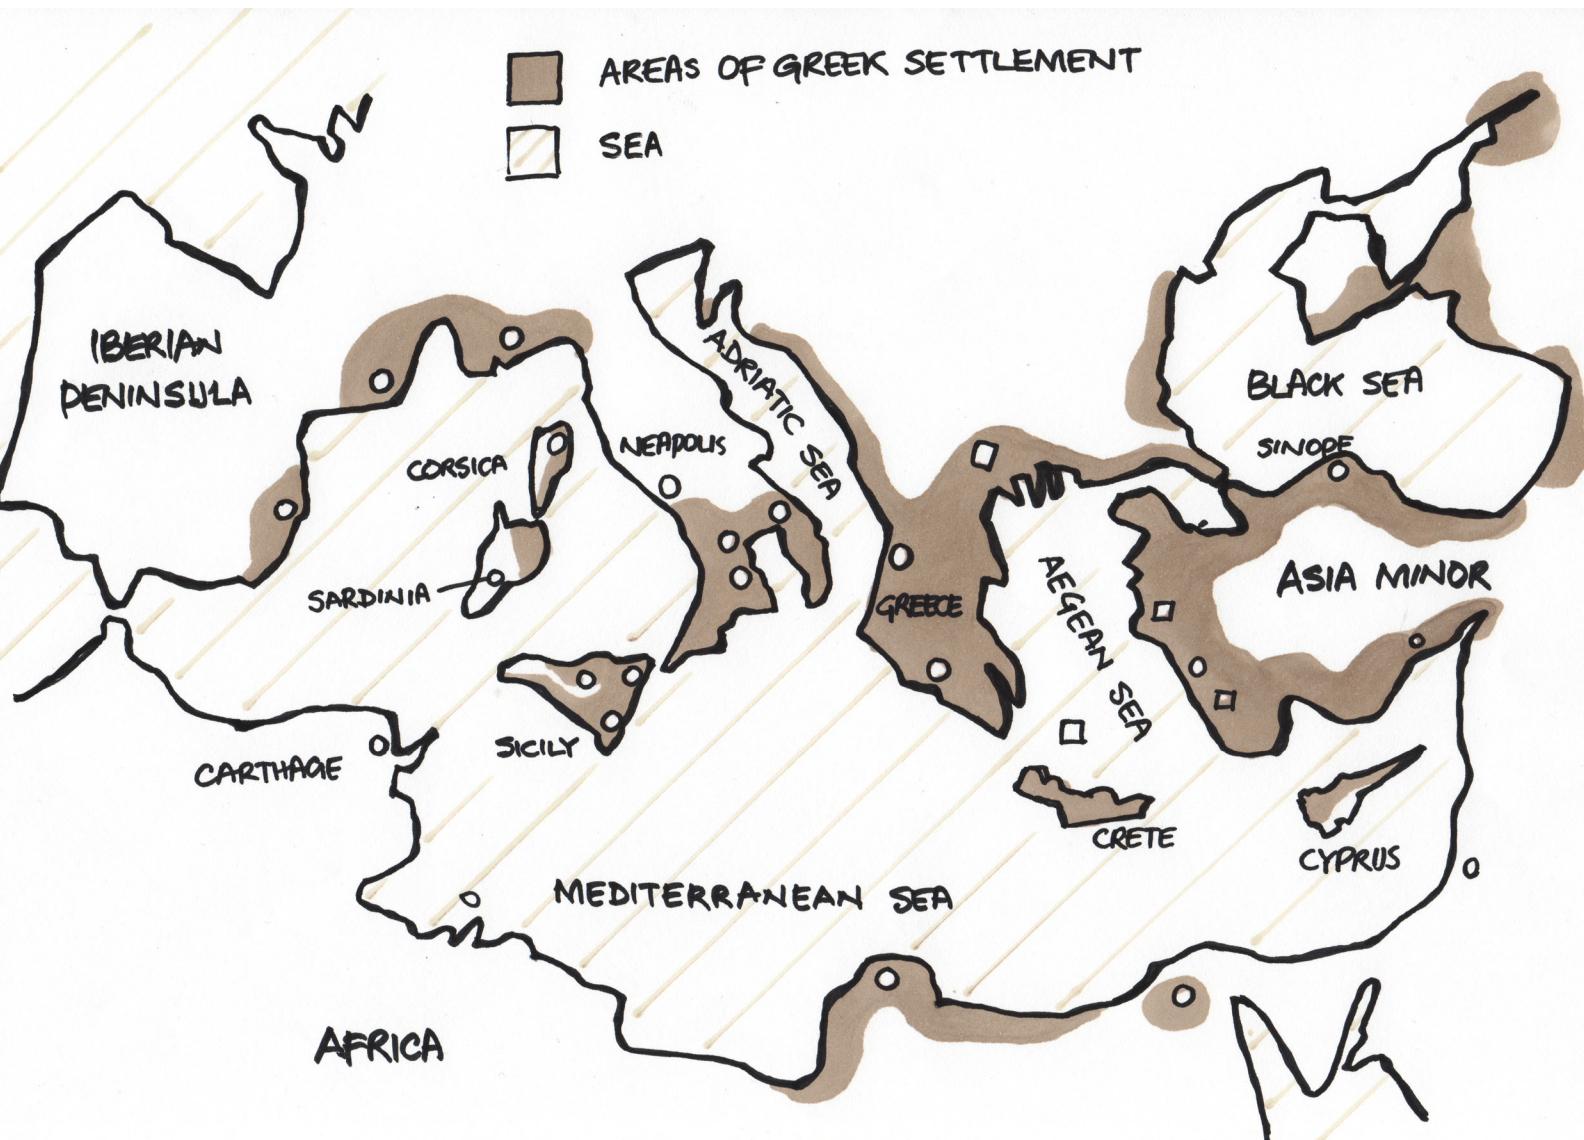 AREAS OF GREEK SETTLEMENT
SEA
IBERIAN
PENINSULA
ADRIATIC SEA
BLACK SEA
CORSICA
NEAPOLIS
SINOPE
SARDINIA
GREECE
AEGEAN SEA
ASIA MINOR
SICILY
CARTHAGE
CRETE
CYPRUS
MEDITERRANEAN SEA
AFRICA